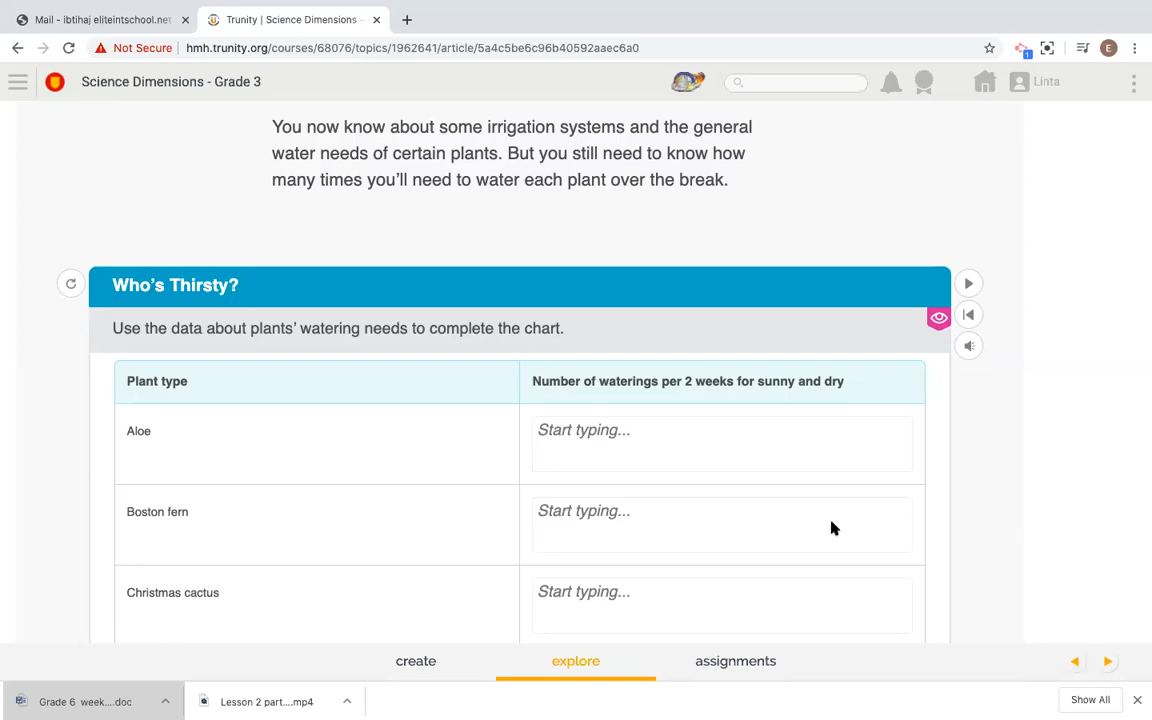 Mail - ibtihaj eliteintschool.net
Trunity | Science Dimensions -
Not Secure
hmh.trunity.org/courses/68076/topics/1962641/article/5a4c5be6c96b40592aaec6a0
1
E
Science Dimensions - Grade 3
Linta
You now know about some irrigation systems and the general
water needs of certain plants. But you still need to know how
many times you'll need to water each plant over the break.
Who's Thirsty?
Use the data about plants' watering needs to complete the chart.
Plant type
Number of waterings per 2 weeks for sunny and dry
Aloe
Start typing...
Boston fern
Start typing...
Christmas cactus
Start typing...
create
explore
assignments
Grade 6 week....doc
Lesson 2 part....mp4
Show All